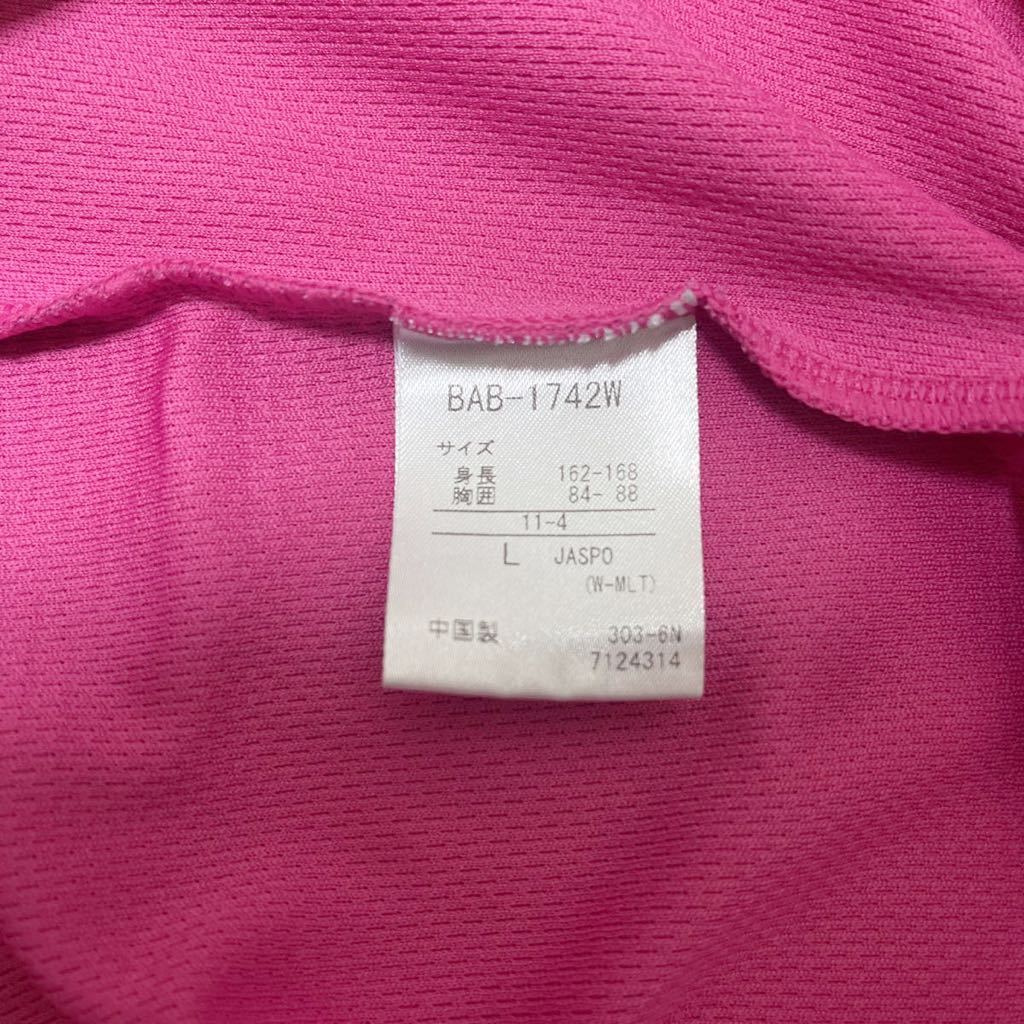 BAB-1742W
サイズ
身長 162-168
胸囲 84- 88
11-4
L JASPO
(W-MLT)
中国製 303-6N
7124314